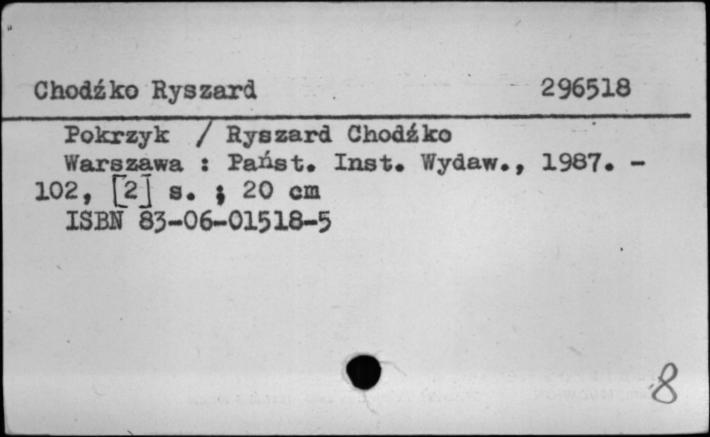 Chodźko Ryszard 296518
Pokrzyk / Ryszard Chodźko
Warszawa : Państ. Inst. Wydaw., 1987. -
102, [2] s. ; 20 cm
ISBN 83-06-01518-5
8